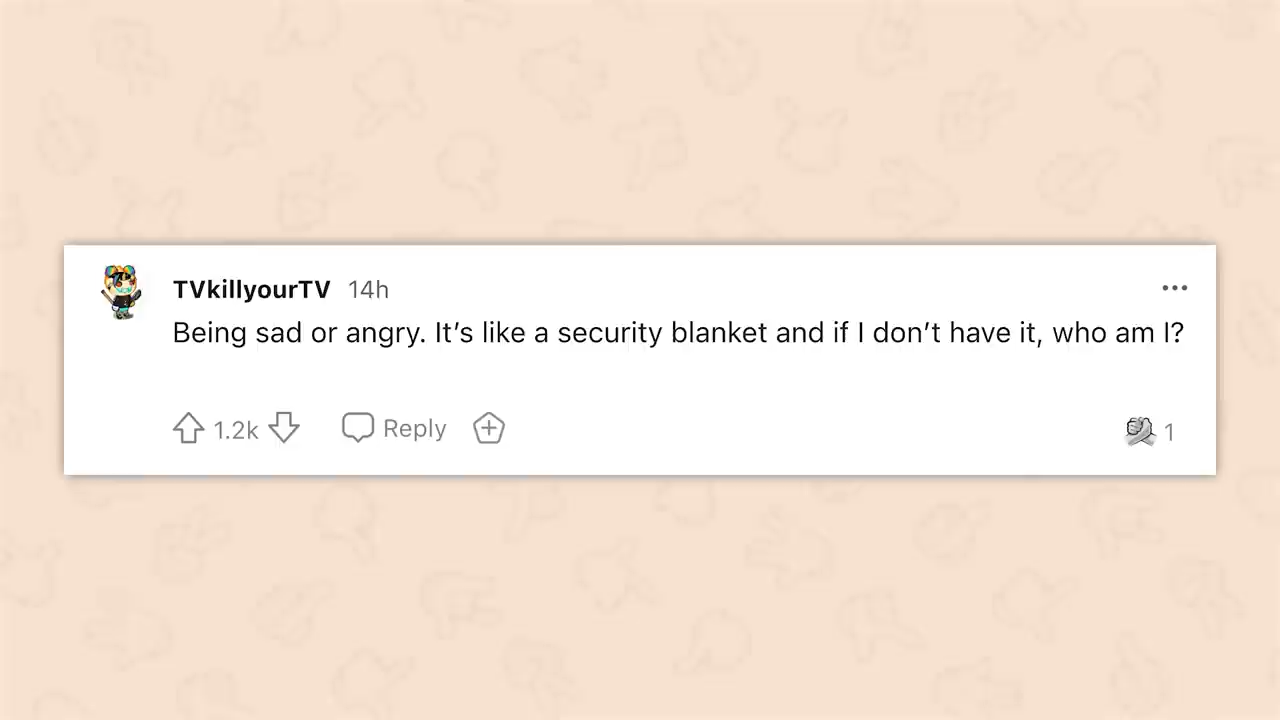 TVkillyourTV 14h
Being sad or angry. It’s like a security blanket and if I don’t have it, who am I?
1.2k Reply 1